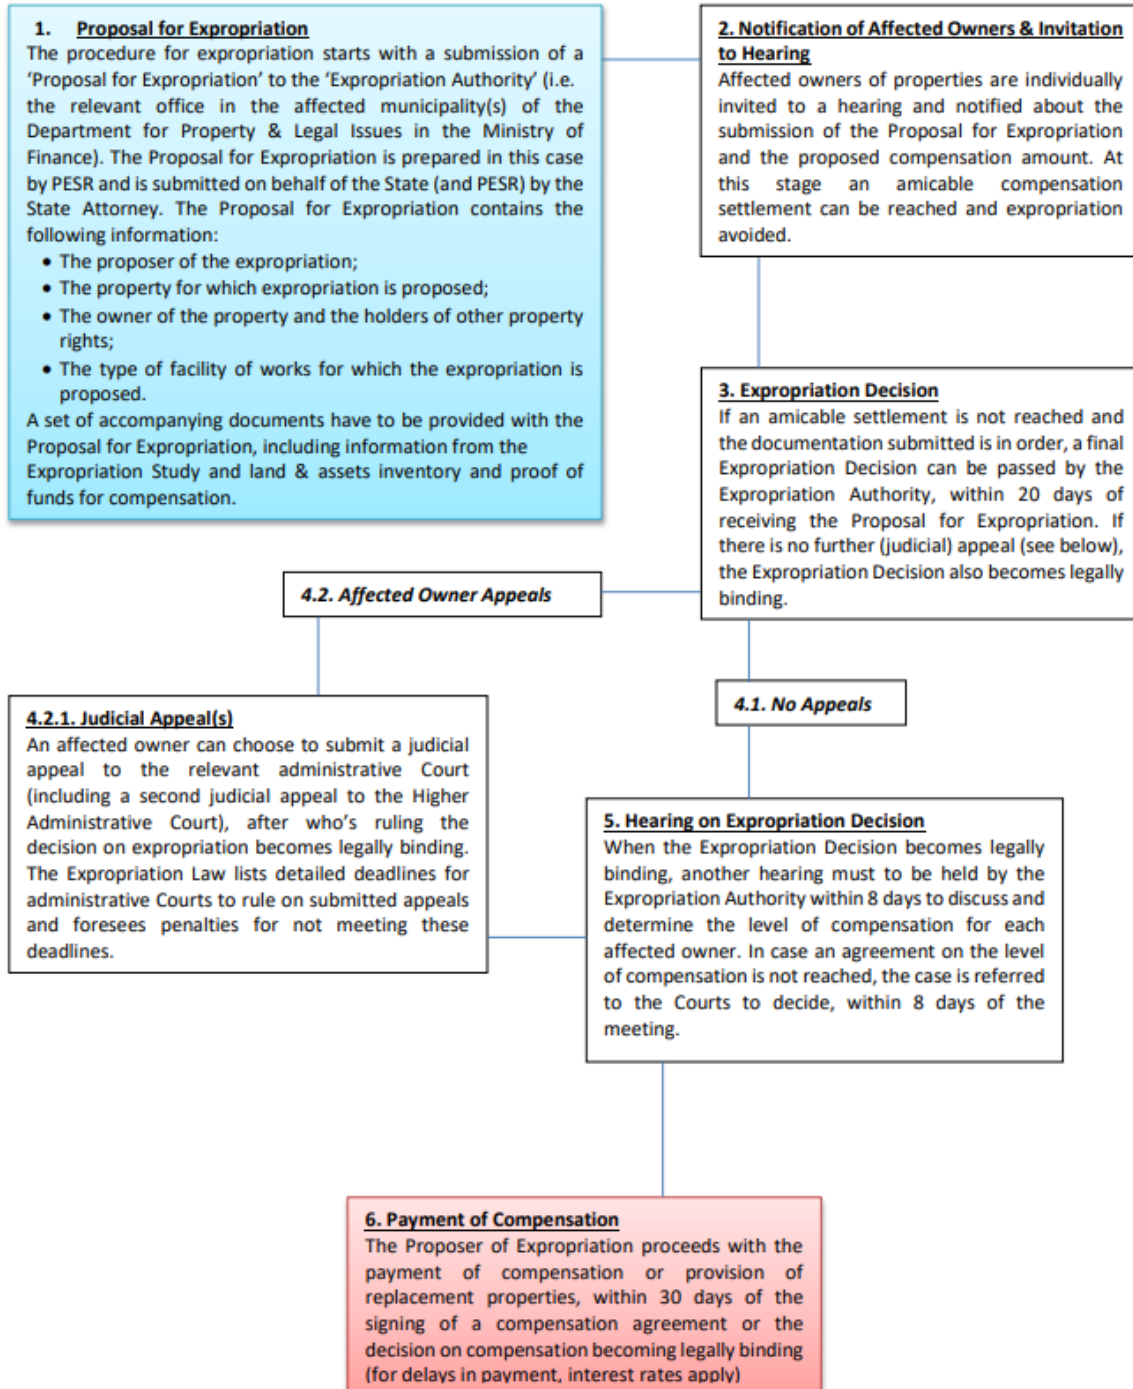 1. Proposal for Expropriation
The procedure for expropriation starts with a submission of a
‘Proposal for Expropriation’ to the ‘Expropriation Authority’ (i.e.
the relevant office in the affected municipality(s) of the
Department for Property & Legal Issues in the Ministry of
Finance). The Proposal for Expropriation is prepared in this case
by PESR and is submitted on behalf of the State (and PESR) by the
State Attorney. The Proposal for Expropriation contains the
following information:
• The proposer of the expropriation;
• The property for which expropriation is proposed;
• The owner of the property and the holders of other property
rights;
• The type of facility of works for which the expropriation is
proposed.
A set of accompanying documents have to be provided with the
Proposal for Expropriation, including information from the
Expropriation Study and land & assets inventory and proof of
funds for compensation.
2. Notification of Affected Owners & Invitation
to Hearing
Affected owners of properties are individually
invited to a hearing and notified about the
submission of the Proposal for Expropriation
and the proposed compensation amount. At
this stage an amicable compensation
settlement can be reached and expropriation
avoided.
3. Expropriation Decision
If an amicable settlement is not reached and
the documentation submitted is in order, a final
Expropriation Decision can be passed by the
Expropriation Authority, within 20 days of
receiving the Proposal for Expropriation. If
there is no further (judicial) appeal (see below),
the Expropriation Decision also becomes legally
binding.
4.2. Affected Owner Appeals
4.1. No Appeals
4.2.1. Judicial Appeal(s)
An affected owner can choose to submit a judicial
appeal to the relevant administrative Court
(including a second judicial appeal to the Higher
Administrative Court), after who's ruling the
decision on expropriation becomes legally binding.
The Expropriation Law lists detailed deadlines for
administrative Courts to rule on submitted appeals
and foresees penalties for not meeting these
deadlines.
5. Hearing on Expropriation Decision
When the Expropriation Decision becomes legally
binding, another hearing must to be held by the
Expropriation Authority within 8 days to discuss and
determine the level of compensation for each
affected owner. In case an agreement on the level
of compensation is not reached, the case is referred
to the Courts to decide, within 8 days of the
meeting.
6. Payment of Compensation
The Proposer of Expropriation proceeds with the
payment of compensation or provision of
replacement properties, within 30 days of the
signing of a compensation agreement or the
decision on compensation becoming legally binding
(for delays in payment, interest rates apply)